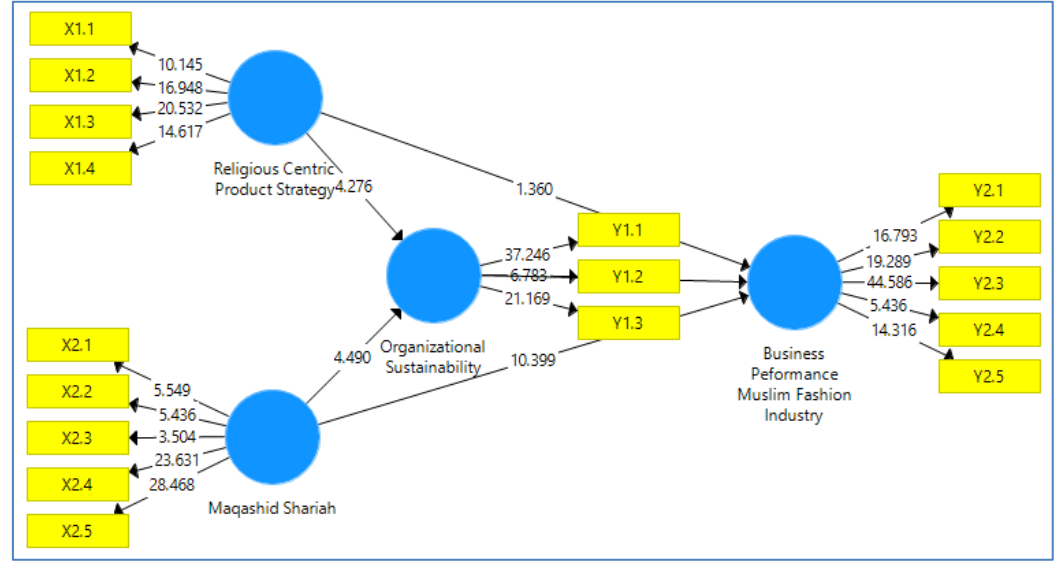 X1.1
X1.2
X1.3
X1.4
10.145
16.948
20.532
14.617
Religious Centric
Product Strategy
4.276
1.360
Y1.1
Y1.2
Y1.3
37.246
6.783
21.169
Organizational
Sustainability
4.490
10.399
X2.1
X2.2
X2.3
X2.4
X2.5
5.549
5.436
3.504
23.631
28.468
Maqashid Shariah
Business
Peformance
Muslim Fashion
Industry
16.793
19.289
44.586
5.436
14.316
Y2.1
Y2.2
Y2.3
Y2.4
Y2.5